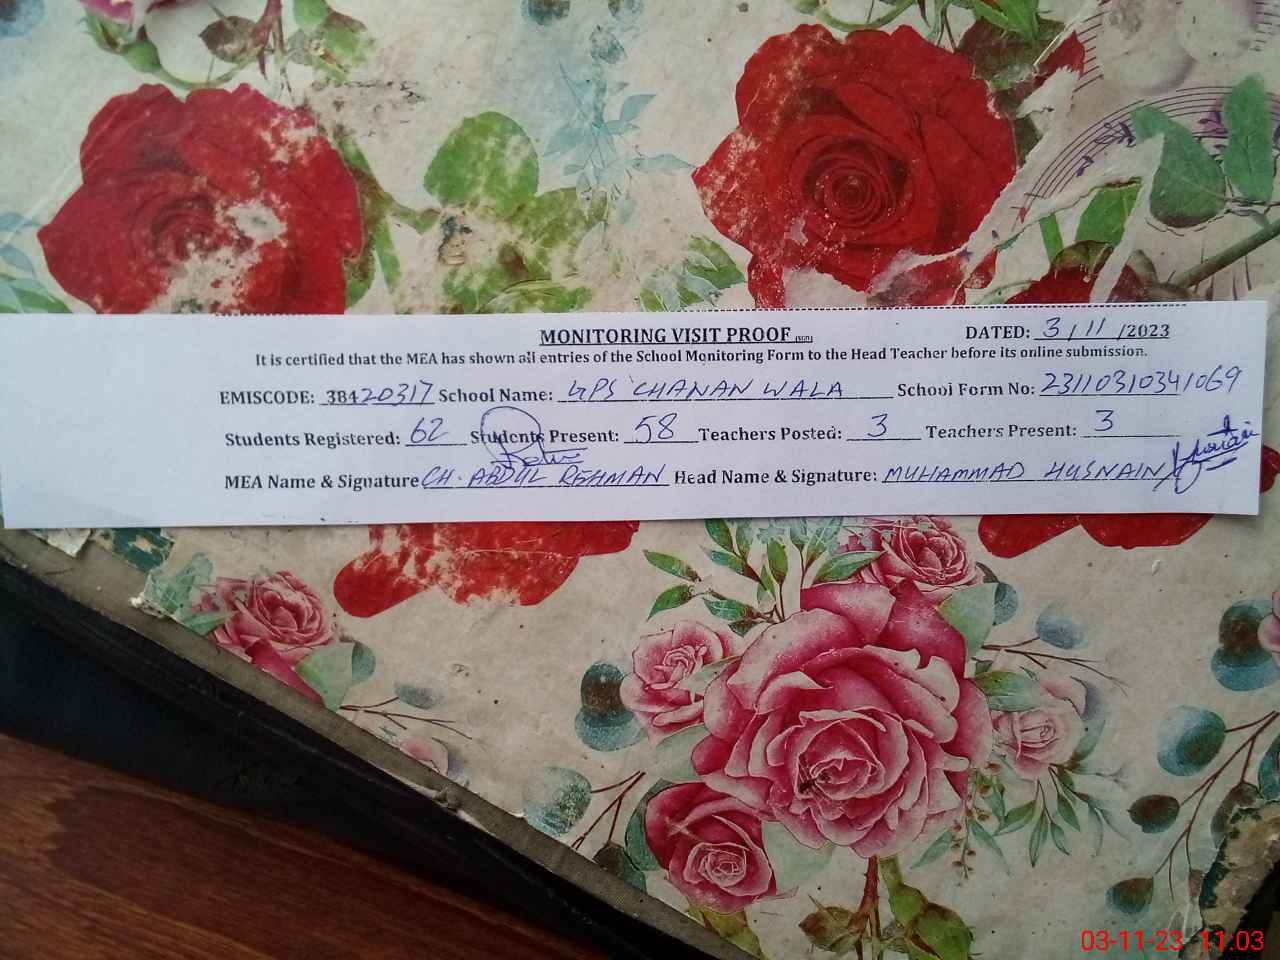 MONITORING VISIT PROOF
DATED: 3/11/2023
It is certified that the MEA has shown all entries of the School Monitoring Form to the Head Teacher before its online submission.
EMISCODE: 38420317 School Name: GPS CHANAN WALA School Form No: 23110310341069
Students Registered: 62 Students Present: 58 Teachers Posted: 3 Teachers Present: 3
MEA Name & Signature CH. ABDUL REHMAN Head Name & Signature: MUHAMMAD HUSNAIN
03-11-23 11:03